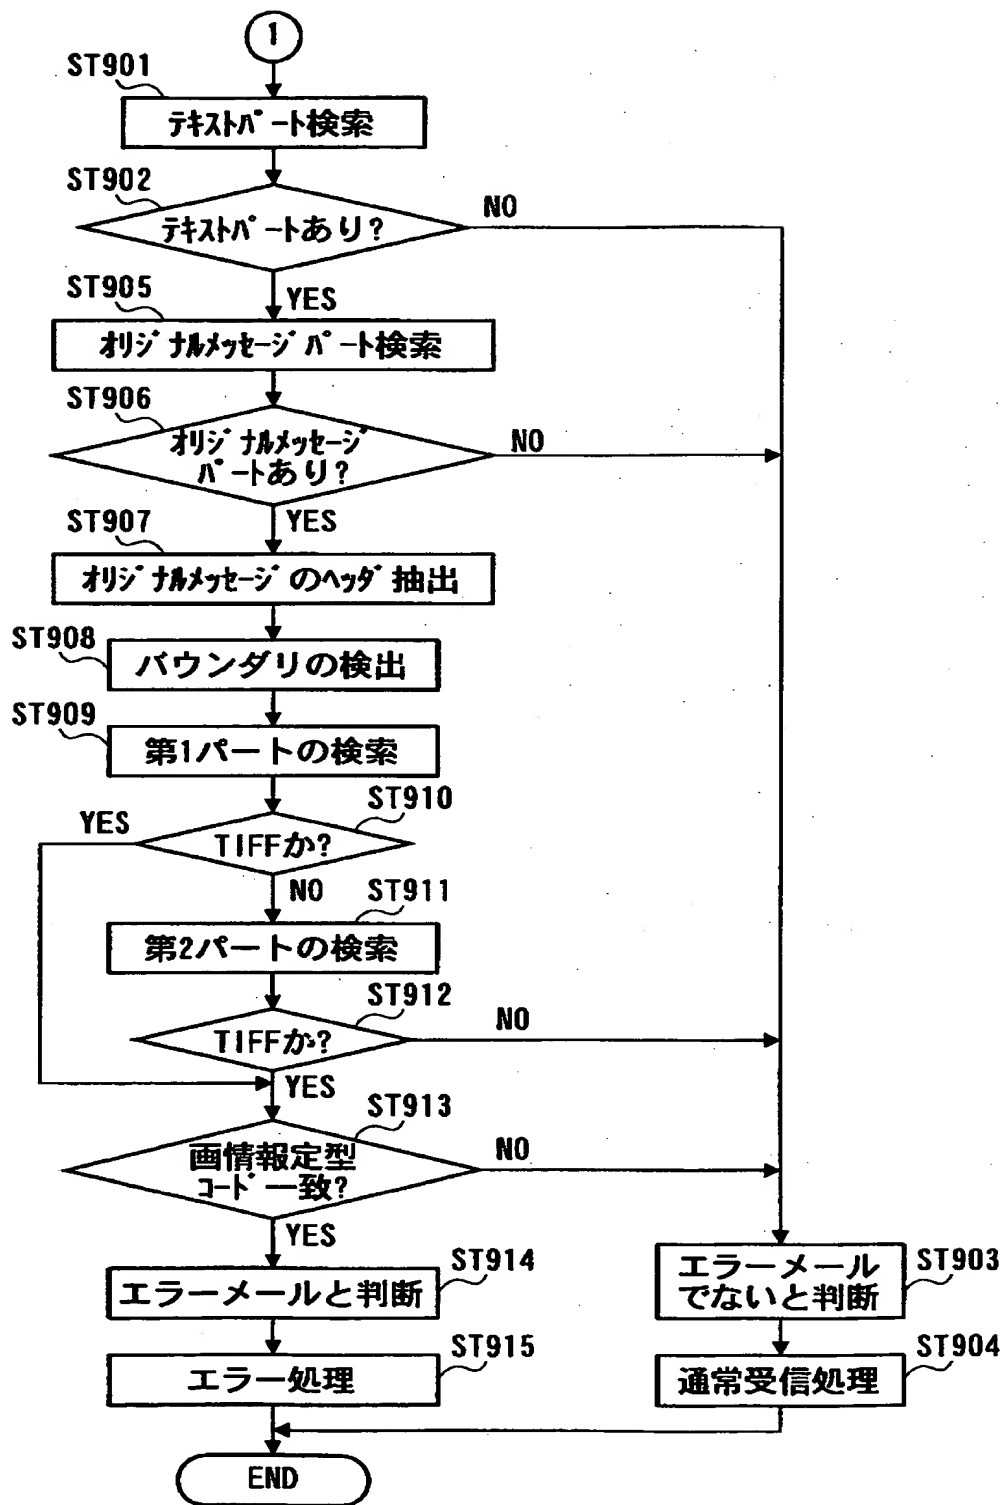 1
ST901
テキストパート検索
ST902
テキストパートあり?
NO
YES
ST905
オリジナルメッセージパート検索
ST906
オリジナルメッセージ
パートあり?
NO
YES
ST907
オリジナルメッセージのヘッダ抽出
ST908
バウンダリの検出
ST909
第1パートの検索
ST910
YES
TIFFか?
NO
ST911
第2パートの検索
ST912
TIFFか?
NO
YES
ST913
画情報定型
コード一致?
NO
YES
ST914
エラーメールと判断
ST903
エラーメール
でないと判断
ST915
エラー処理
ST904
通常受信処理
END